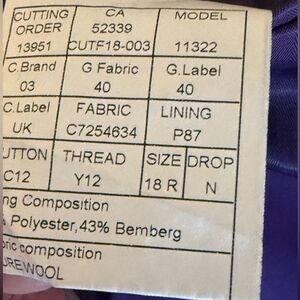 CUTTING CA MODEL
ORDER 52339
13951 CUTF18-003 11322
C.Brand G.Fabric G.Label
03 40 40
C.Label FABRIC LINING
UK C7254634 P87
UTTON THREAD SIZE DROP
C12 Y12 18 R N
ng Composition
Polyester,43% Bemberg
ric composition
UREWOOL